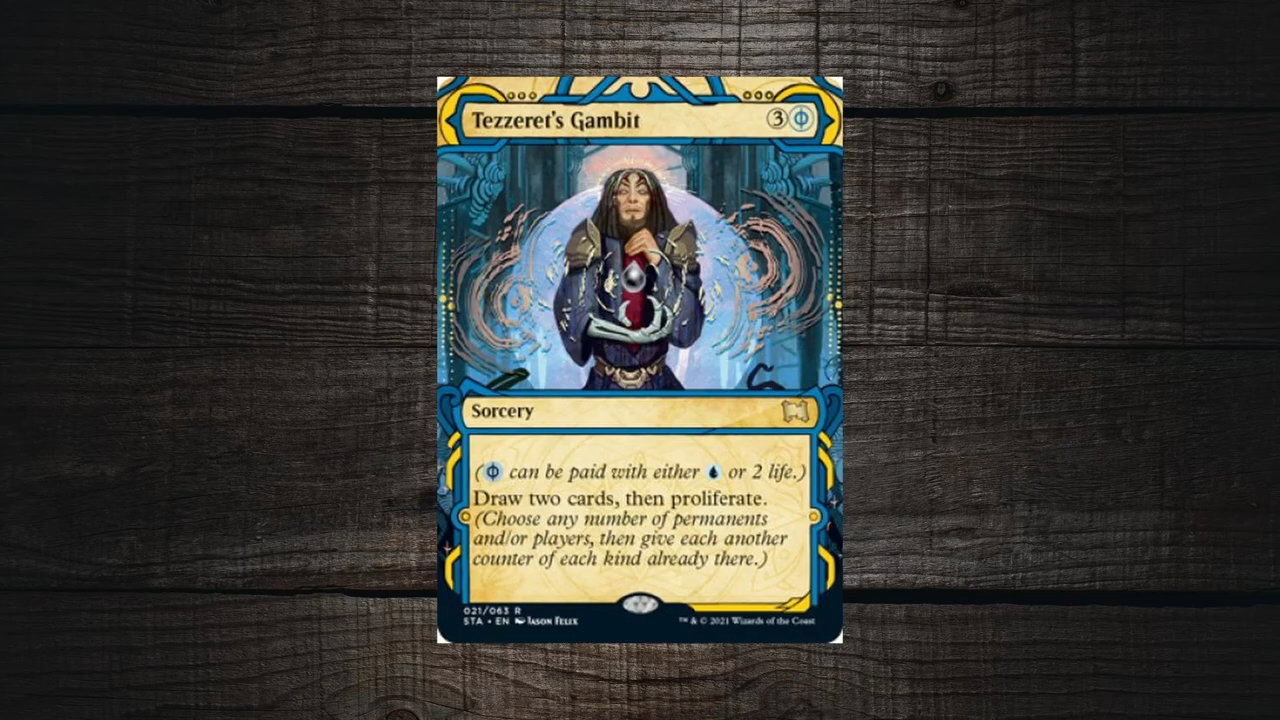 Tezzeret's Gambit 3
Sorcery
( can be paid with either or 2 life.)
Draw two cards, then proliferate.
(Choose any number of permanents
and/or players, then give each another
counter of each kind already there.)
021/063 R
STA • EN Jason Felix
™ & © 2021 Wizards of the Coast